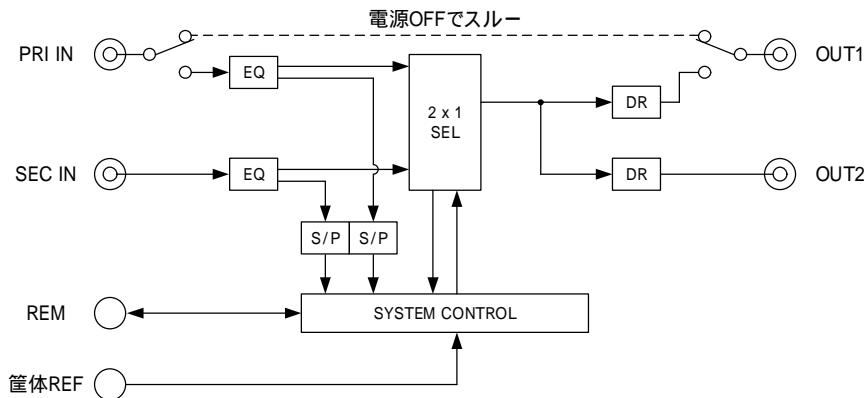 電源OFFでスルー
PRI IN
OUT1
EQ
2 x 1
SEL
DR
SEC IN
EQ
DR
OUT2
S/P
S/P
REM
SYSTEM CONTROL
筐体REF